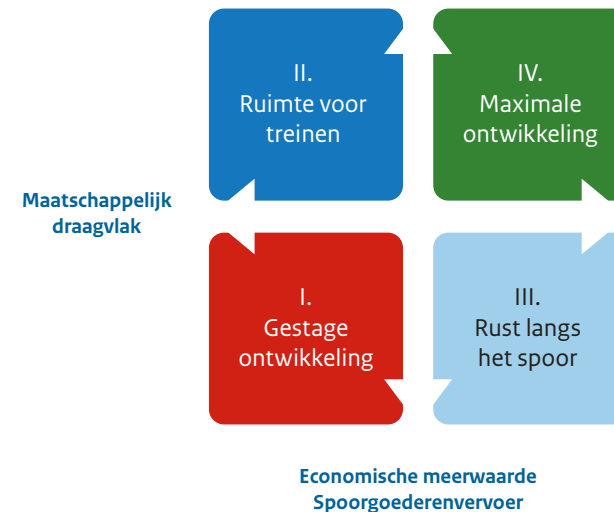 II.
Ruimte voor
treinen
IV.
Maximale
ontwikkeling
Maatschappelijk
draagvlak
I.
Gestage
ontwikkeling
III.
Rust langs
het spoor
Economische meerwaarde
Spoorgoederenvervoer